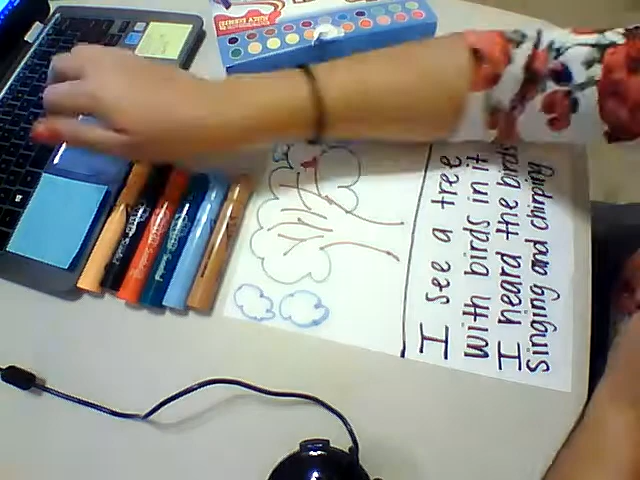 I see a tree
with birds in it
I heard the birds
singing and chirping